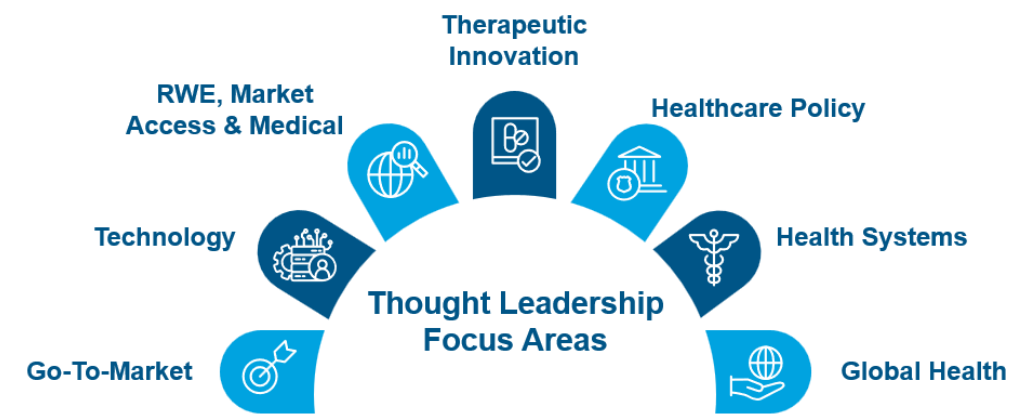 Therapeutic
Innovation
RWE, Market
Access & Medical
Healthcare Policy
Technology
Health Systems
Thought Leadership
Focus Areas
Go-To-Market
Global Health